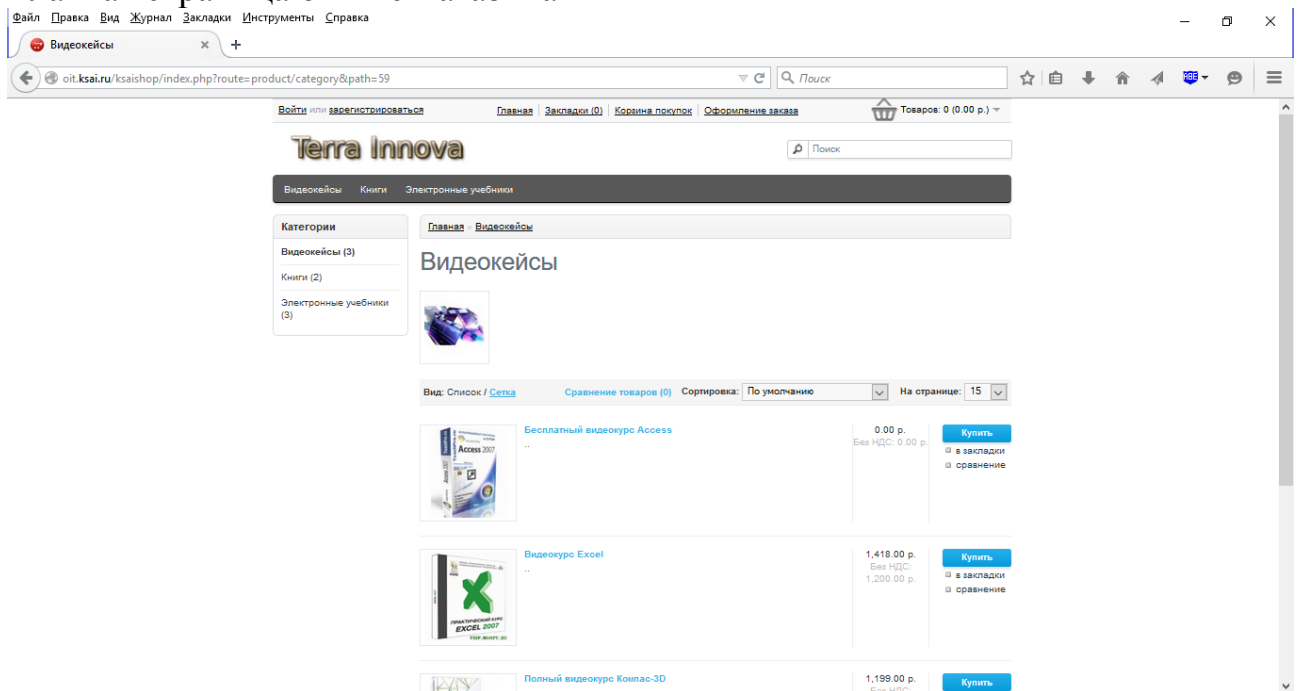 Файл Правка Вид Журнал Закладки Инструменты Справка
Видеокейсы
oit.ksai.ru/ksaishop/index.php?route=product/category&path=59
Поиск
ABE
Войти или зарегистрироваться
Главная Закладки (0) Корзина покупок Оформление заказа
Товаров: 0 (0.00 р.)
Terra Innova
Поиск
Видеокейсы Книги Электронные учебники
Категории
Видеокейсы (3)
Книги (2)
Электронные учебники
(3)
Главная » Видеокейсы
Видеокейсы
Вид: Список / Сетка
Сравнение товаров (0)
Сортировка: По умолчанию
На странице: 15
Access 2007
Бесплатный видеокурс Access
..
0.00 р.
Без НДС: 0.00 р.
Купить
в закладки
сравнение
ПРАКТИЧЕСКИЙ КУРС
EXCEL 2007
Видеокурс Excel
..
1,418.00 р.
Без НДС:
1,200.00 р.
Купить
в закладки
сравнение
Полный видеокурс Компас-3D
1,199.00 р.
Без НДС:
Купить